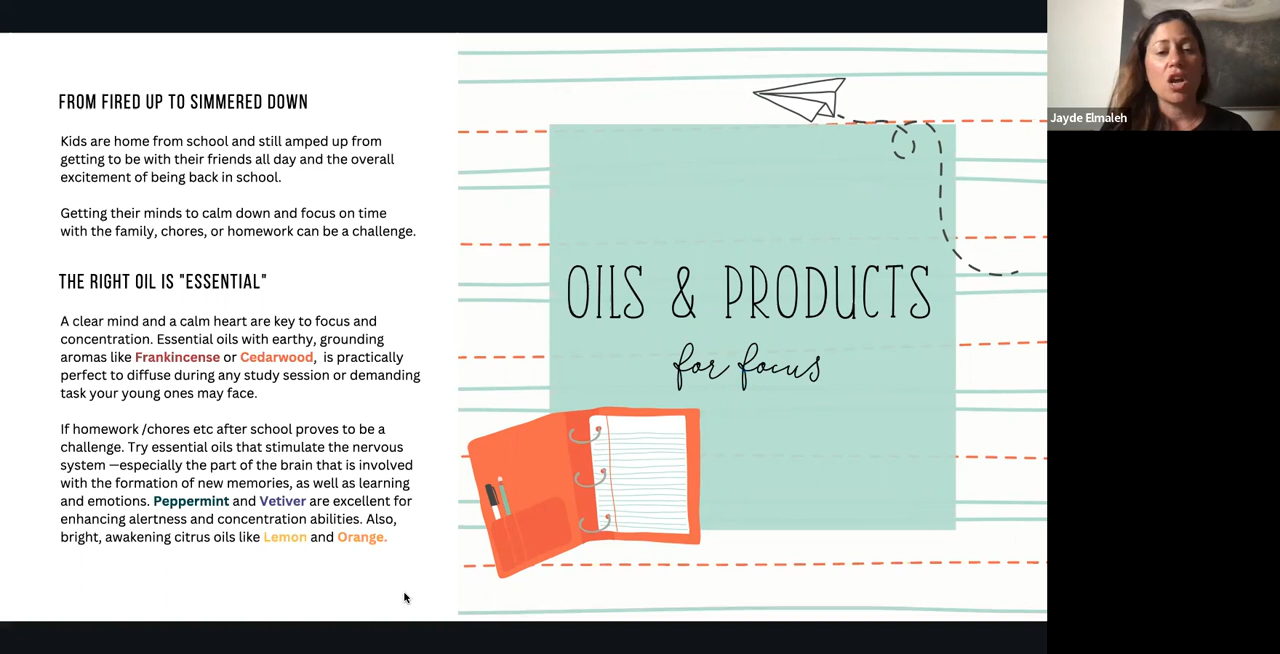 FROM FIRED UP TO SIMMERED DOWN
Kids are home from school and still amped up from
getting to be with their friends all day and the overall
excitement of being back in school.
Getting their minds to calm down and focus on time
with the family, chores, or homework can be a challenge.
THE RIGHT OIL IS "ESSENTIAL"
A clear mind and a calm heart are key to focus and
concentration. Essential oils with earthy, grounding
aromas like Frankincense or Cedarwood, is practically
perfect to diffuse during any study session or demanding
task your young ones may face.
If homework /chores etc after school proves to be a
challenge. Try essential oils that stimulate the nervous
system —especially the part of the brain that is involved
with the formation of new memories, as well as learning
and emotions. Peppermint and Vetiver are excellent for
enhancing alertness and concentration abilities. Also,
bright, awakening citrus oils like Lemon and Orange.
OILS & PRODUCTS
for focus
Jayde Elmaleh